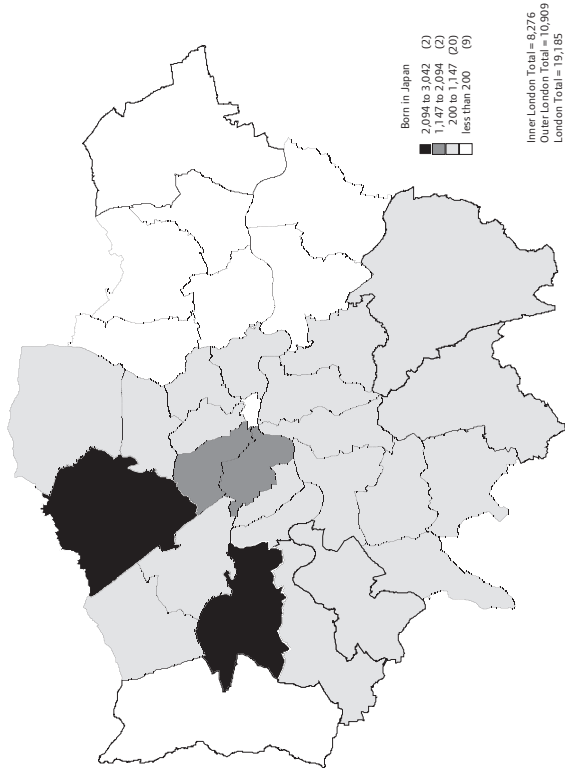 Born in Japan
2,094 to 3,042 (2)
1,147 to 2,094 (2)
200 to 1,147 (20)
less than 200 (9)
Inner London Total = 8,276
Outer London Total = 10,909
London Total = 19,185